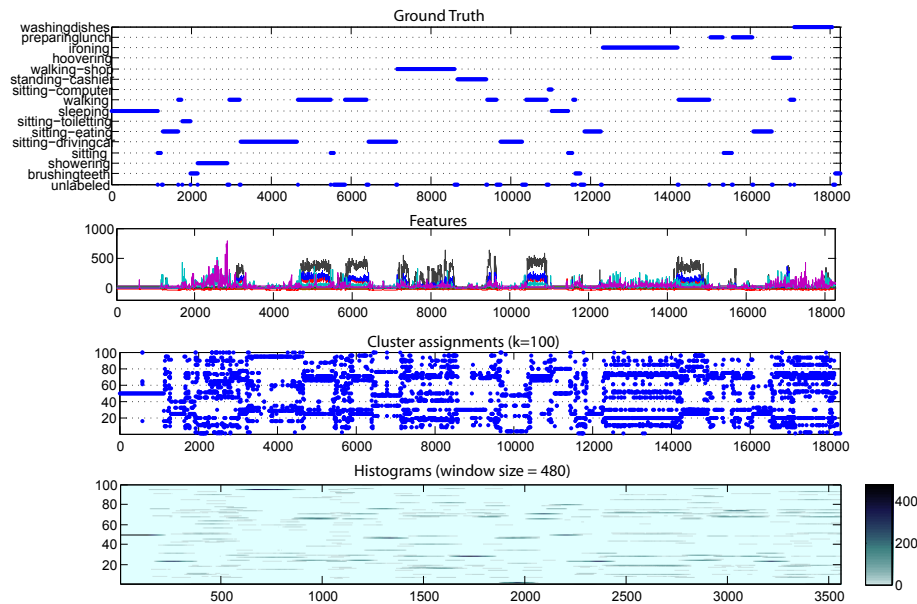 Ground Truth
washingdishes
preparinglunch
ironing
hoovering
walking-shop
standing-cashier
sitting-computer
walking
sleeping
sitting-toiletting
sitting-eating
sitting-drivingcar
sitting
showering
brushingteeth
unlabeled
0 2000 4000 6000 8000 10000 12000 14000 16000 18000
Features
1000
500
0
0 2000 4000 6000 8000 10000 12000 14000 16000 18000
Cluster assignments (k=100)
100
80
60
40
20
0 2000 4000 6000 8000 10000 12000 14000 16000 18000
Histograms (window size = 480)
100
80
60
40
20
500 1000 1500 2000 2500 3000 3500
400
200
0